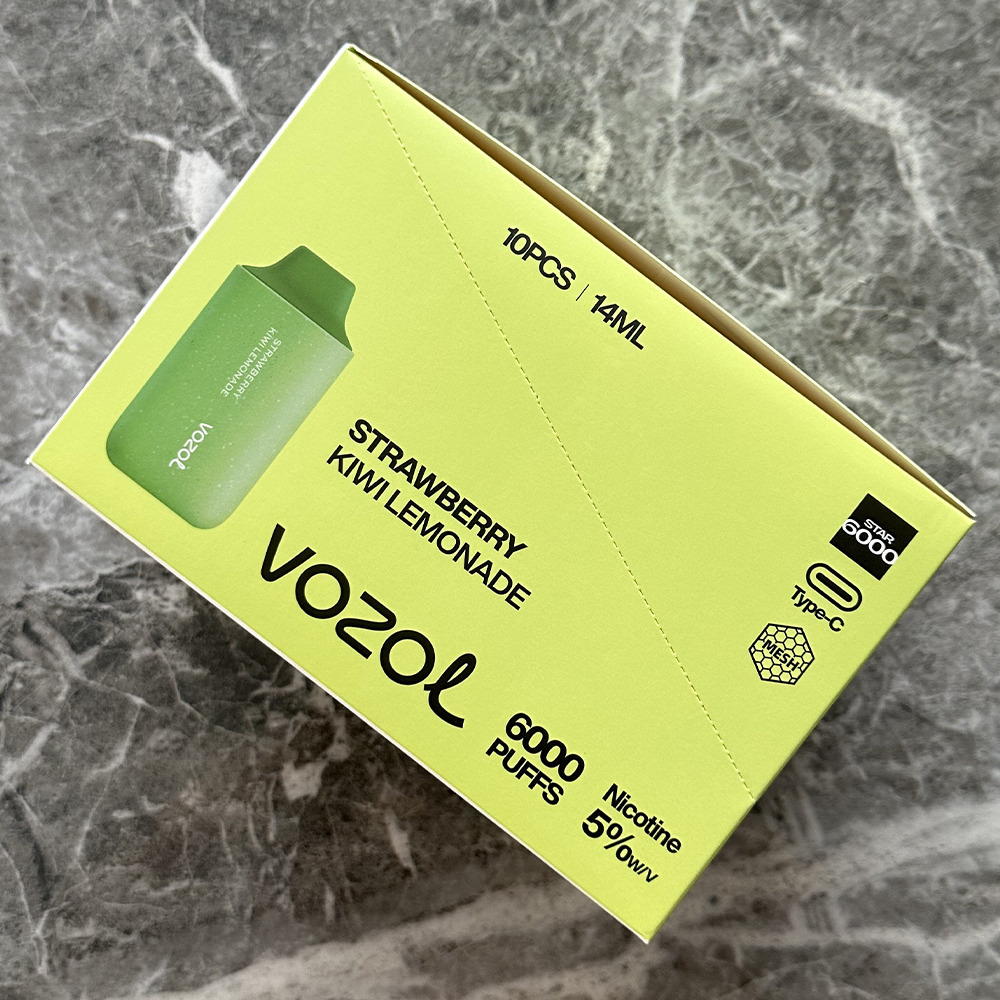 10PCS | 14ML
STRAWBERRY
KIWI LEMONADE
VOZOL
STRAWBERRY
KIWI LEMONADE
VOZOL
6000
PUFFS
Nicotine
5%w/v
STAR
6000
Type-C
MESH